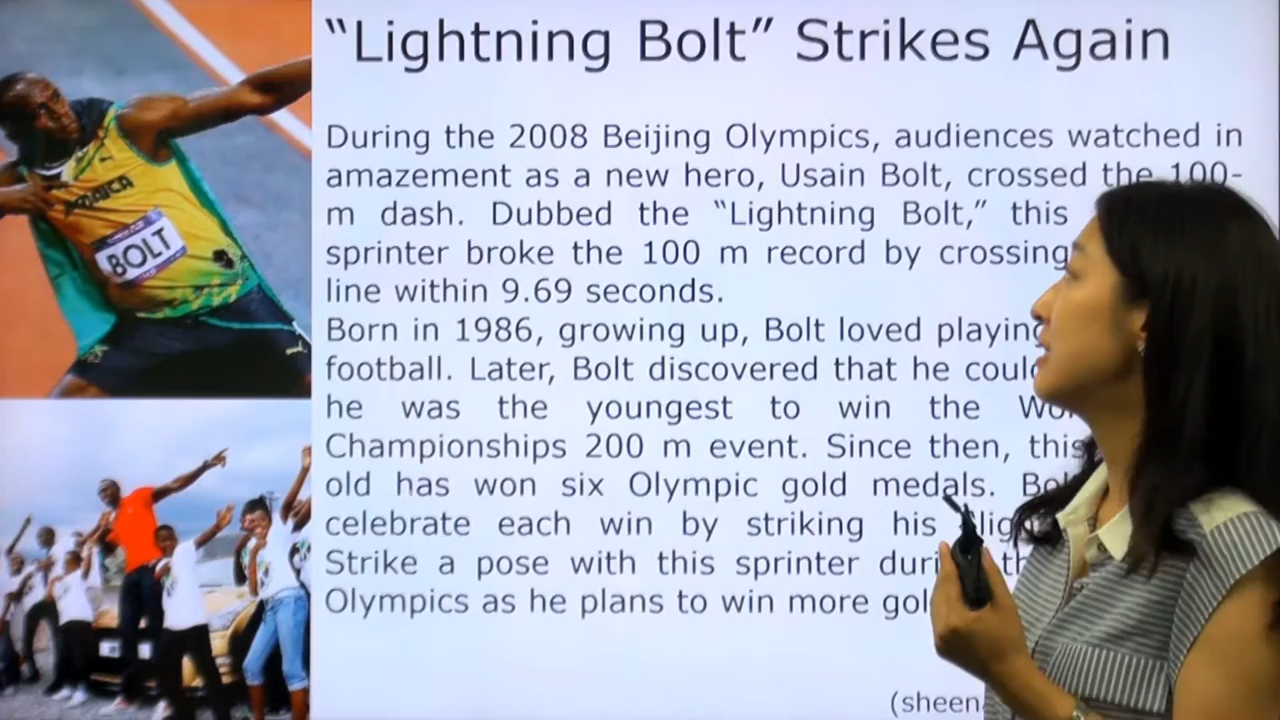 “Lightning Bolt” Strikes Again
During the 2008 Beijing Olympics, audiences watched in
amazement as a new hero, Usain Bolt, crossed the 100-
m dash. Dubbed the “Lightning Bolt,” this
sprinter broke the 100 m record by crossing
line within 9.69 seconds.
Born in 1986, growing up, Bolt loved playing
football. Later, Bolt discovered that he
he was the youngest to win the
Championships 200 m event. Since then, this
old has won six Olympic gold medals.
celebrate each win by striking his
Strike a pose with this sprinter
Olympics as he plans to win more
(sheen
JAMAICA
BOLT